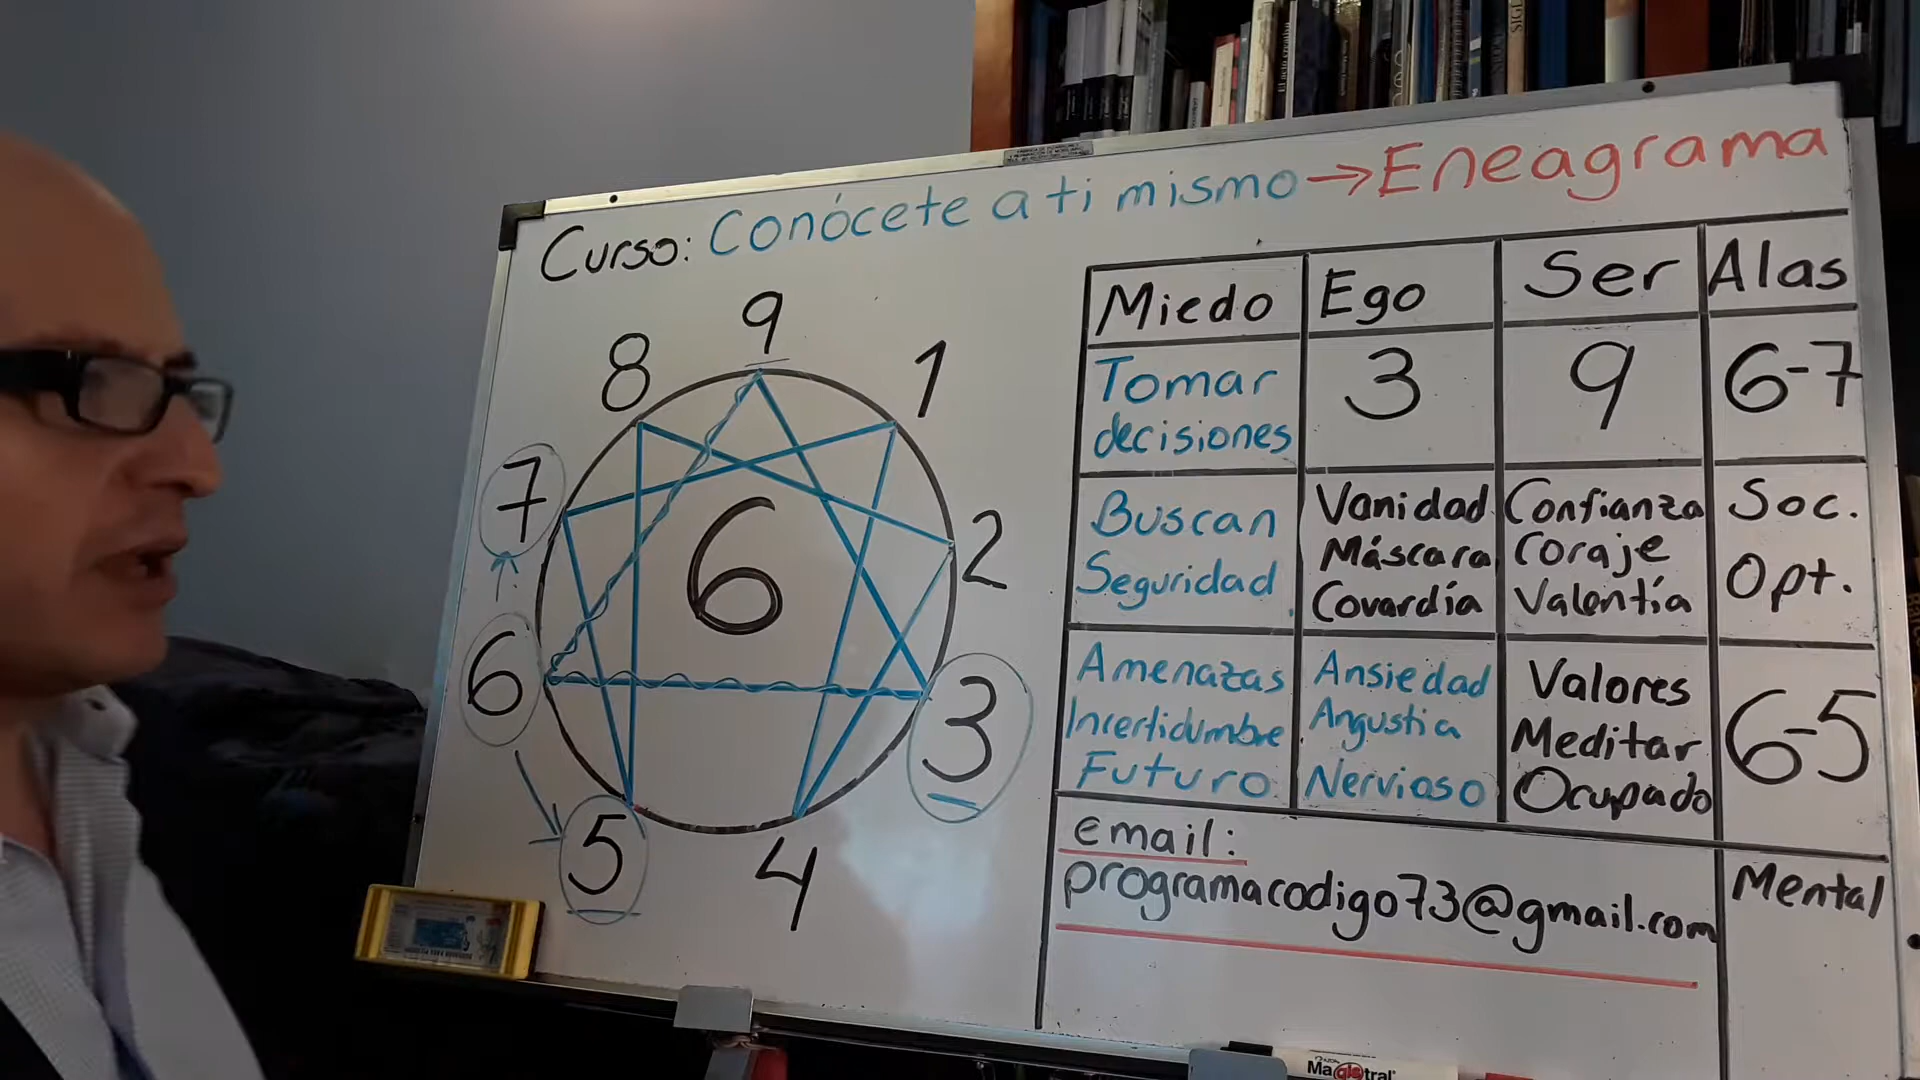 Curso: Conócete a ti mismo → Eneagrama
9
8
1
7
2
6
6
3
5
4
Miedo Ego Ser Alas
Tomar decisiones
3
9
6-7
Buscan Seguridad
Vanidad Máscara Covardía
Confianza Coraje Valentía
Soc. Opt.
Amenazas Incertidumbre Futuro
Ansiedad Angustia Nervioso
Valores Meditar Ocupado
6-5
email:
programacodigo73@gmail.com
Mental
Magistral